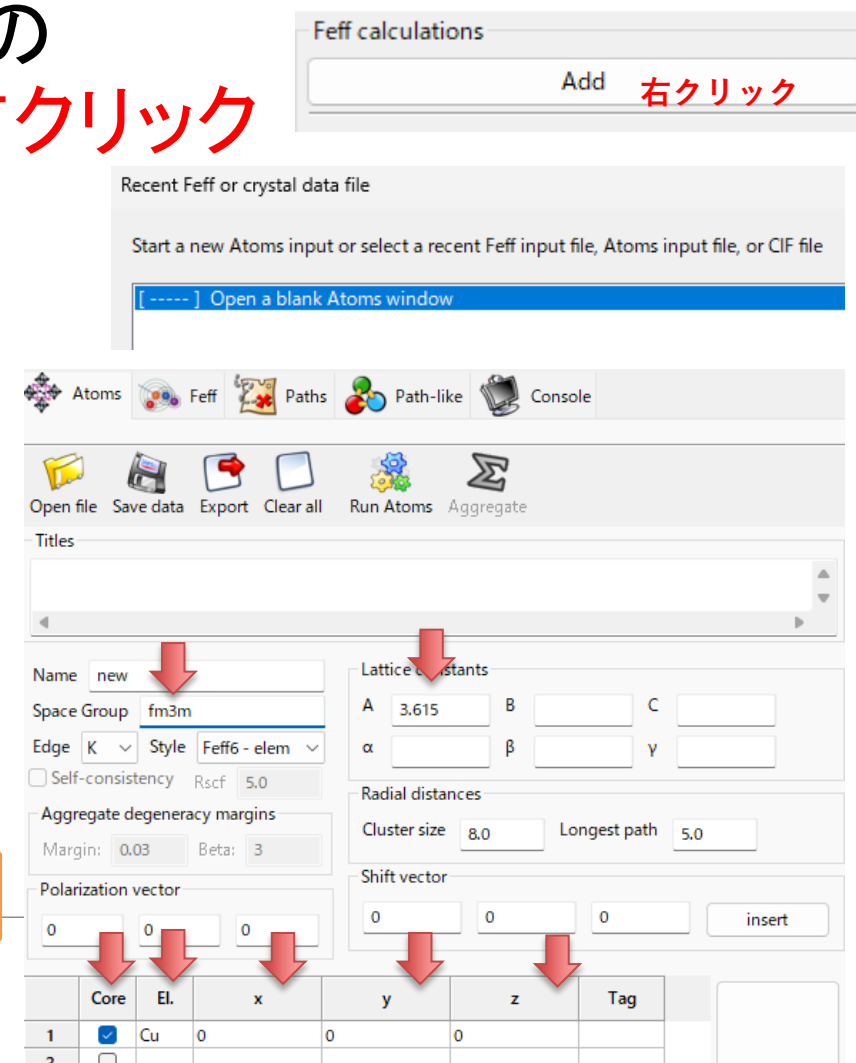 の
クリック
Feff calculations
Add 右クリック
Recent Feff or crystal data file
Start a new Atoms input or select a recent Feff input file, Atoms input file, or CIF file
[ ----- ] Open a blank Atoms window
Atoms Feff Paths Path-like Console
Open file Save data Export Clear all Run Atoms Aggregate
Titles
Name new
Space Group fm3m
Edge K Style Feff6 - elem
Self-consistency Rscf 5.0
Aggregate degeneracy margins
Margin: 0.03 Beta: 3
Polarization vector
0 0 0
Lattice constants
A 3.615 B C
α β γ
Radial distances
Cluster size 8.0 Longest path 5.0
Shift vector
0 0 0 insert
Core El. x y z Tag
1 Cu 0 0 0
2